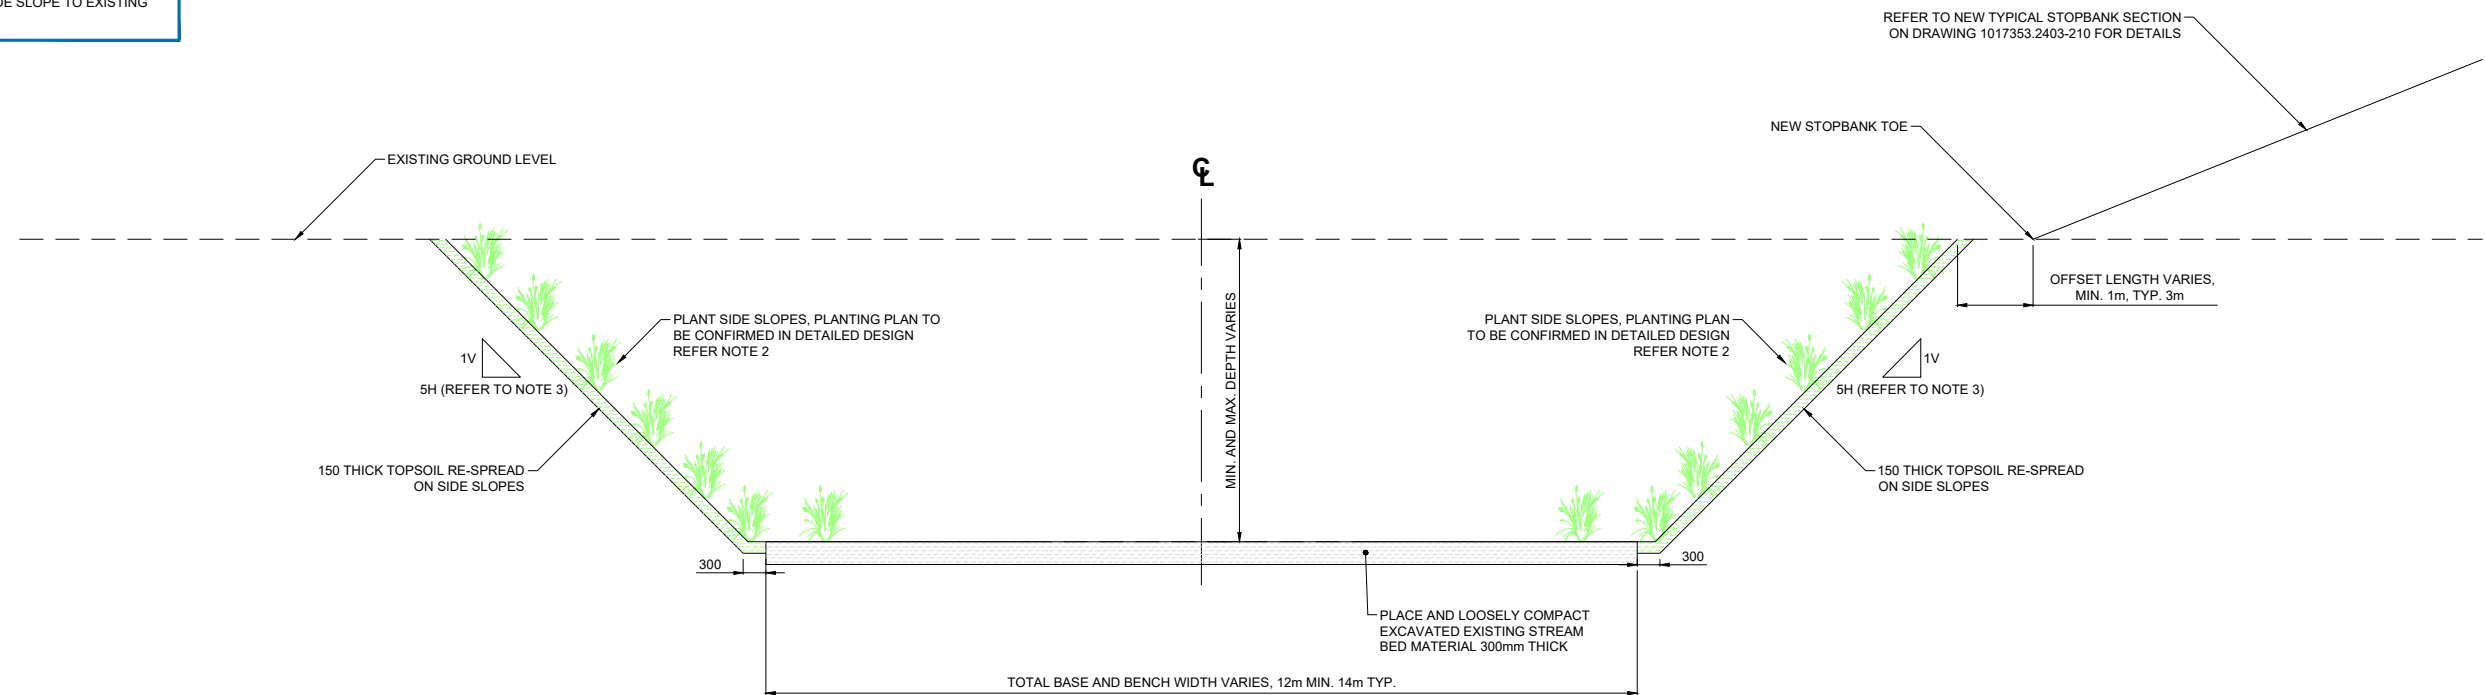 DE SLOPE TO EXISTING
REFER TO NEW TYPICAL STOPBANK SECTION
ON DRAWING 1017353.2403-210 FOR DETAILS
NEW STOPBANK TOE
EXISTING GROUND LEVEL
CL
OFFSET LENGTH VARIES,
MIN. 1m, TYP. 3m
MIN. AND MAX. DEPTH VARIES
PLANT SIDE SLOPES, PLANTING PLAN TO
BE CONFIRMED IN DETAILED DESIGN
REFER NOTE 2
PLANT SIDE SLOPES, PLANTING PLAN
TO BE CONFIRMED IN DETAILED DESIGN
REFER NOTE 2
1V
5H (REFER TO NOTE 3)
1V
5H (REFER TO NOTE 3)
150 THICK TOPSOIL RE-SPREAD
ON SIDE SLOPES
150 THICK TOPSOIL RE-SPREAD
ON SIDE SLOPES
300
300
PLACE AND LOOSELY COMPACT
EXCAVATED EXISTING STREAM
BED MATERIAL 300mm THICK
TOTAL BASE AND BENCH WIDTH VARIES, 12m MIN. 14m TYP.